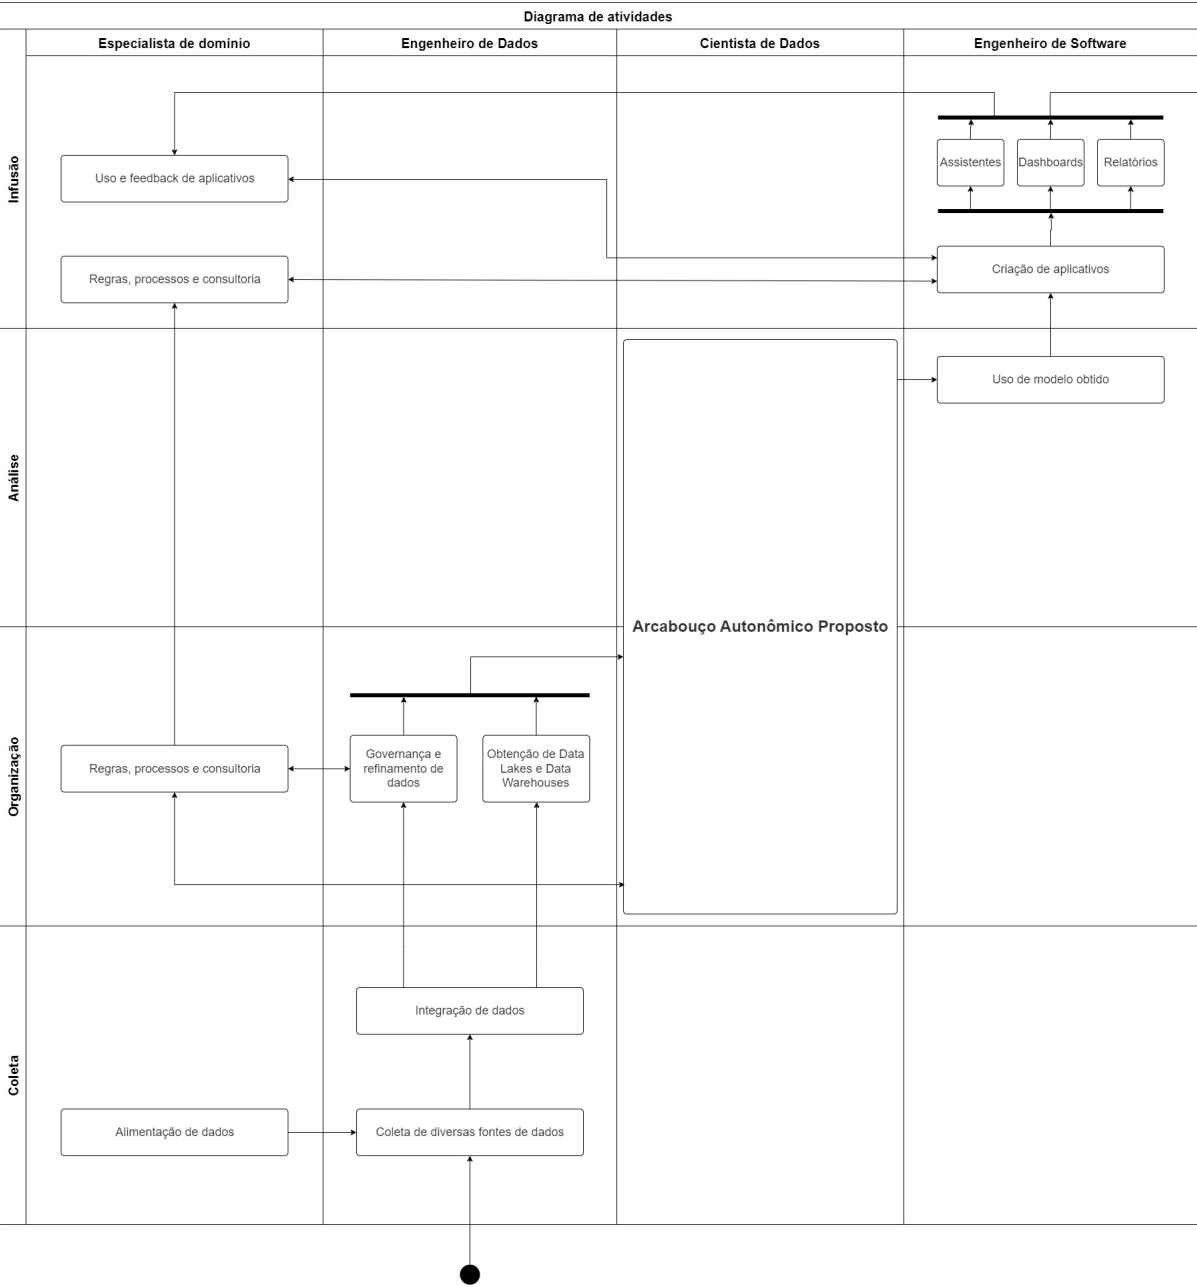 Diagrama de atividades
Especialista de domínio
Engenheiro de Dados
Cientista de Dados
Engenheiro de Software
Infusão
Assistentes
Dashboards
Relatórios
Uso e feedback de aplicativos
Regras, processos e consultoria
Criação de aplicativos
Análise
Uso de modelo obtido
Arcabouço Autonômico Proposto
Organização
Regras, processos e consultoria
Governança e
refinamento de
dados
Obtenção de Data
Lakes e Data
Warehouses
Coleta
Integração de dados
Alimentação de dados
Coleta de diversas fontes de dados